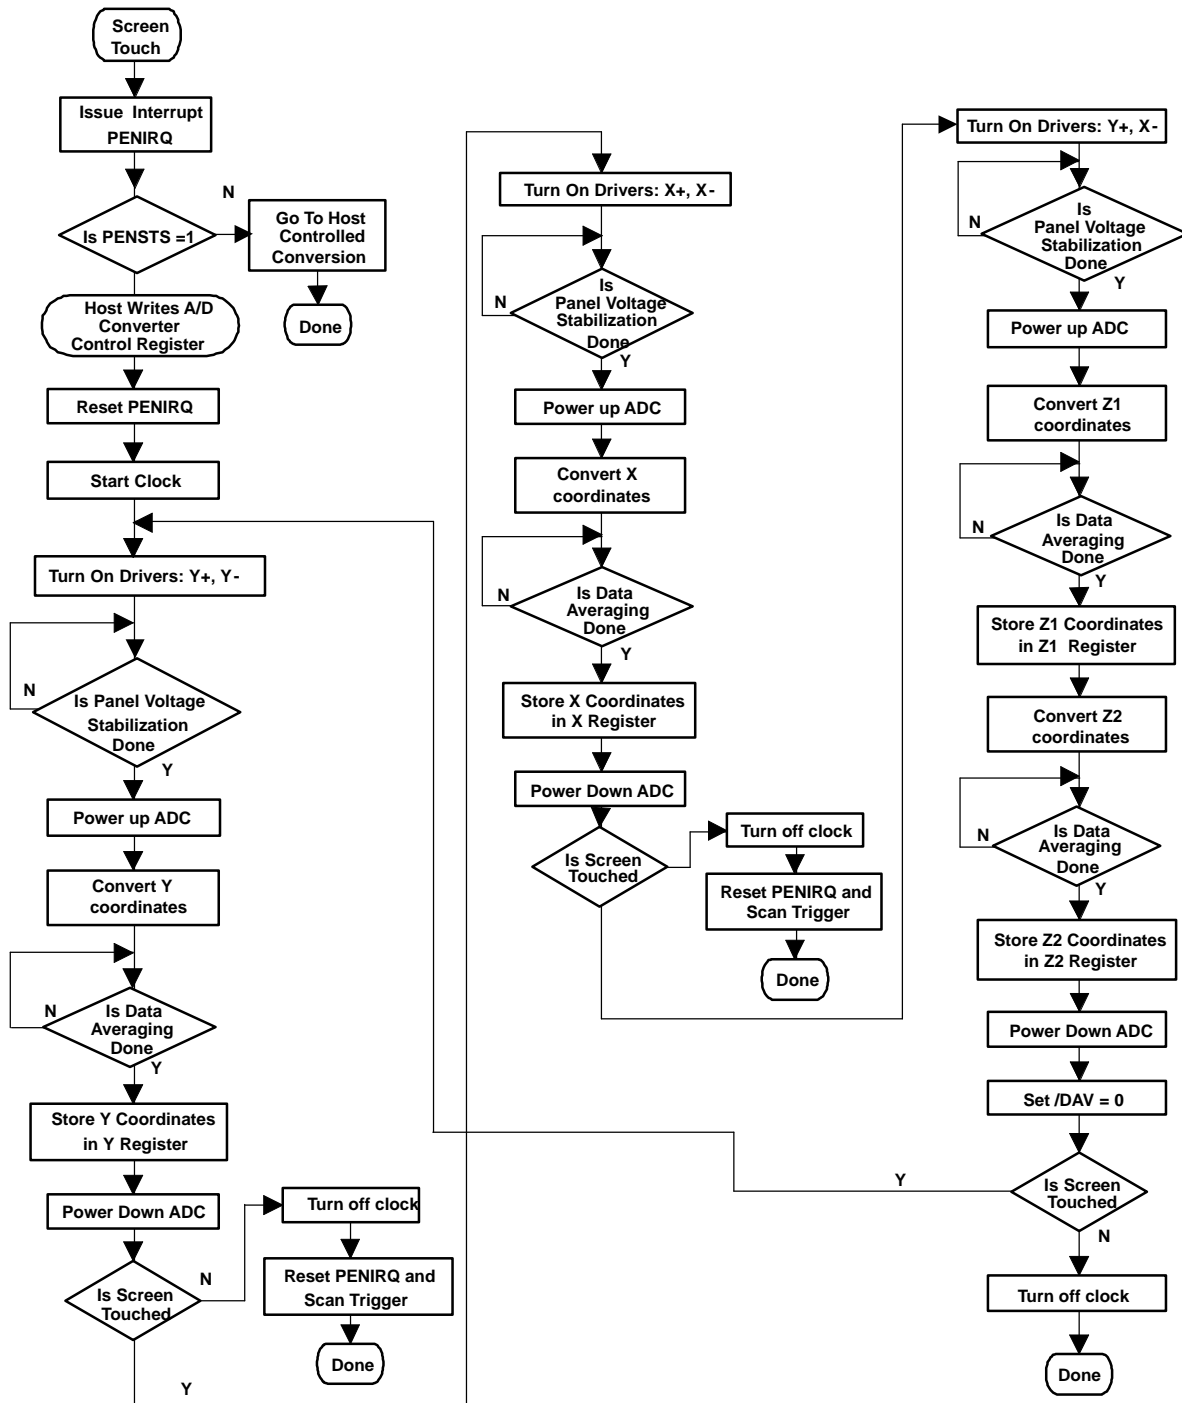 Screen
Touch
Issue Interrupt
PENIRQ
Is PENSTS =1
N
Go To Host
Controlled
Conversion
Done
Host Writes A/D
Converter
Control Register
Reset PENIRQ
Start Clock
Turn On Drivers: Y+, Y-
N
Is Panel Voltage
Stabilization
Done
Y
Power up ADC
Convert Y
coordinates
N
Is Data
Averaging
Done
Y
Store Y Coordinates
in Y Register
Power Down ADC
Is Screen
Touched
N
Turn off clock
Reset PENIRQ and
Scan Trigger
Done
Y
Turn On Drivers: X+, X-
N
Is
Panel Voltage
Stabilization
Done
Y
Power up ADC
Convert X
coordinates
N
Is Data
Averaging
Done
Y
Store X Coordinates
in X Register
Power Down ADC
Is Screen
Touched
Turn off clock
Reset PENIRQ and
Scan Trigger
Done
Turn On Drivers: Y+, X-
N
Is
Panel Voltage
Stabilization
Done
Y
Power up ADC
Convert Z1
coordinates
N
Is Data
Averaging
Done
Y
Store Z1 Coordinates
in Z1 Register
Convert Z2
coordinates
N
Is Data
Averaging
Done
Y
Store Z2 Coordinates
in Z2 Register
Power Down ADC
Set /DAV = 0
Y
Is Screen
Touched
N
Turn off clock
Done